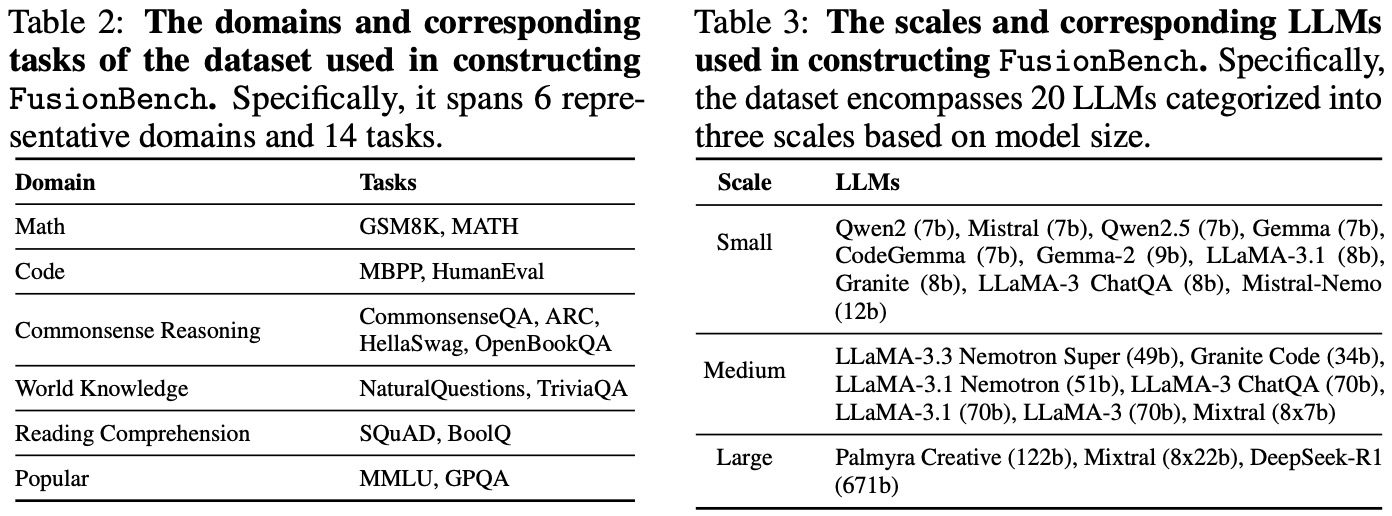 Table 2: The domains and corresponding
tasks of the dataset used in constructing
FusionBench. Specifically, it spans 6 repre-
sentative domains and 14 tasks.
Domain Tasks
Math GSM8K, MATH
Code MBPP, HumanEval
Commonsense Reasoning CommonsenseQA, ARC,
HellaSwag, OpenBookQA
World Knowledge NaturalQuestions, TriviaQA
Reading Comprehension SQuAD, BoolQ
Popular MMLU, GPQA
Table 3: The scales and corresponding LLMs
used in constructing FusionBench. Specifically,
the dataset encompasses 20 LLMs categorized into
three scales based on model size.
Scale LLMs
Small Qwen2 (7b), Mistral (7b), Qwen2.5 (7b), Gemma (7b),
CodeGemma (7b), Gemma-2 (9b), LLaMA-3.1 (8b),
Granite (8b), LLaMA-3 ChatQA (8b), Mistral-Nemo
(12b)
Medium LLaMA-3.3 Nemotron Super (49b), Granite Code (34b),
LLaMA-3.1 Nemotron (51b), LLaMA-3 ChatQA (70b),
LLaMA-3.1 (70b), LLaMA-3 (70b), Mixtral (8x7b)
Large Palmyra Creative (122b), Mixtral (8x22b), DeepSeek-R1
(671b)